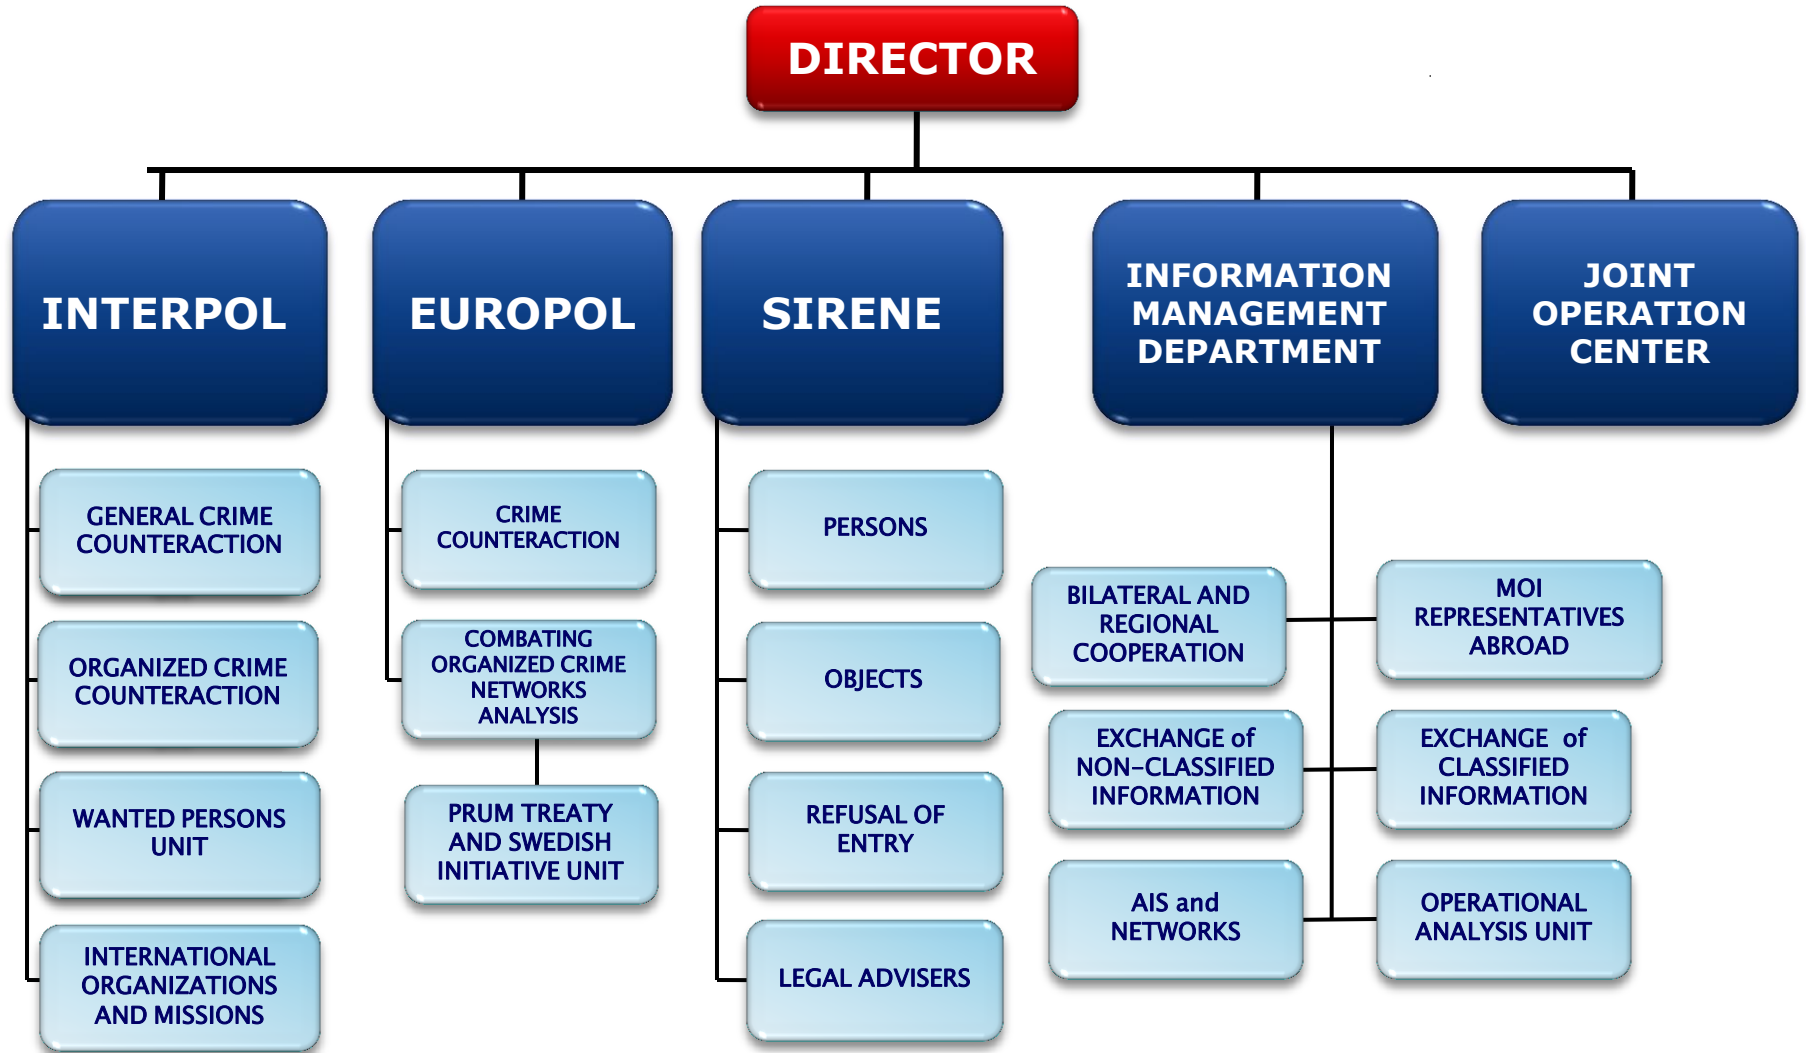 DIRECTOR
INTERPOL
EUROPOL
SIRENE
INFORMATION
MANAGEMENT
DEPARTMENT
JOINT
OPERATION
CENTER
GENERAL CRIME
COUNTERACTION
ORGANIZED CRIME
COUNTERACTION
WANTED PERSONS
UNIT
INTERNATIONAL
ORGANIZATIONS
AND MISSIONS
CRIME
COUNTERACTION
COMBATING
ORGANIZED CRIME
NETWORKS
ANALYSIS
PRUM TREATY
AND SWEDISH
INITIATIVE UNIT
PERSONS
OBJECTS
REFUSAL OF
ENTRY
LEGAL ADVISERS
BILATERAL AND
REGIONAL
COOPERATION
EXCHANGE of
NON-CLASSIFIED
INFORMATION
AIS and
NETWORKS
MOI
REPRESENTATIVES
ABROAD
EXCHANGE of
CLASSIFIED
INFORMATION
OPERATIONAL
ANALYSIS UNIT